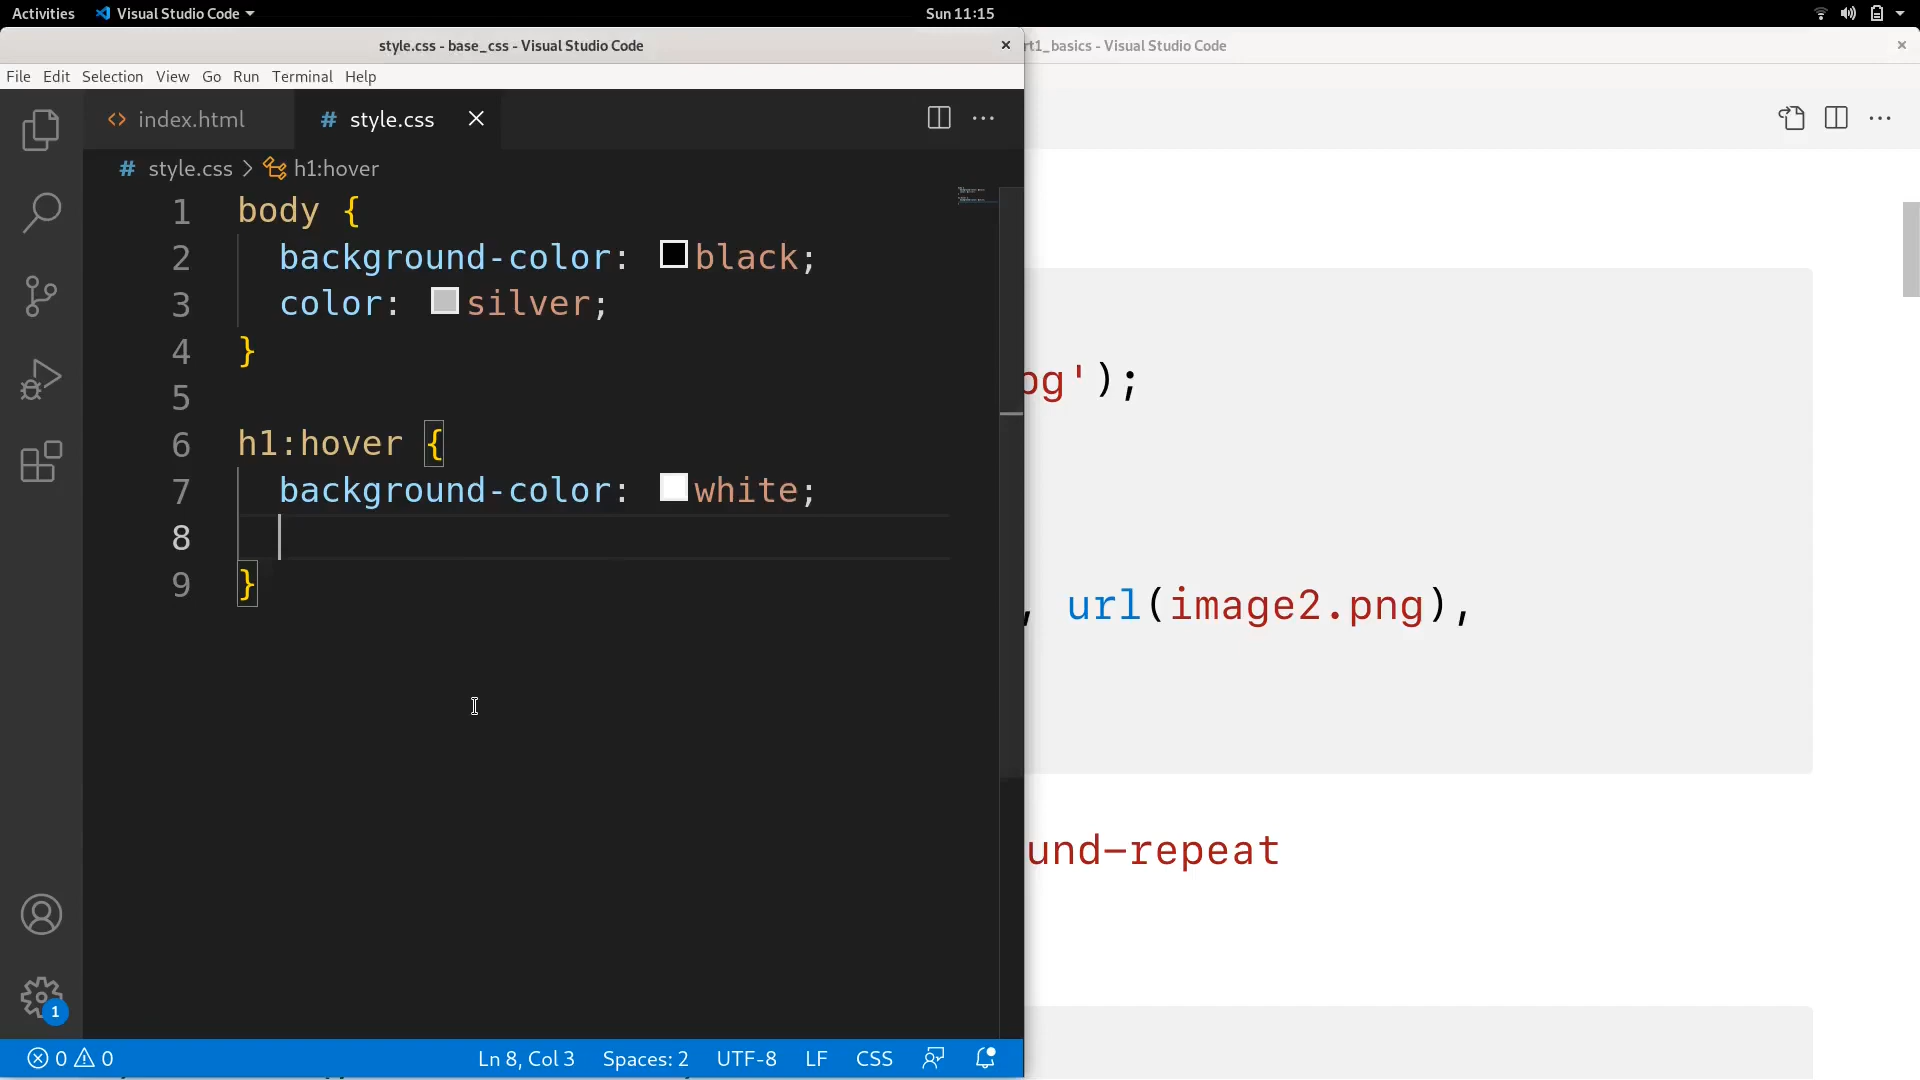 Activities
Visual Studio Code
Sun 11:15
style.css - base_css - Visual Studio Code
rt1_basics - Visual Studio Code
File Edit Selection View Go Run Terminal Help
index.html
# style.css
# style.css > h1:hover
1 body {
2 background-color: black;
3 color: silver;
4 }
5
6 h1:hover {
7 background-color: white;
8
9 }
pg');
, url(image2.png),
und-repeat
1
0 0
Ln 8, Col 3
Spaces: 2
UTF-8
LF
CSS